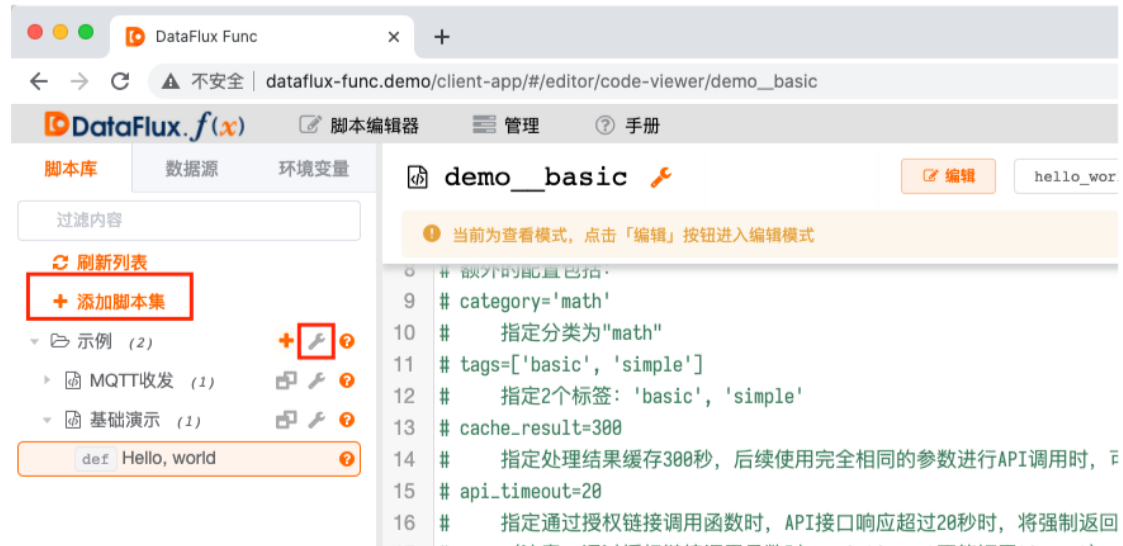 DataFlux Func
不安全 dataflux-func.demo/client-app/#/editor/code-viewer/demo__basic
DataFlux.f(x) 脚本编辑器 管理 手册
脚本库 数据源 环境变量
过滤内容
刷新列表
添加脚本集
示例 (2)
MQTT收发 (1)
基础演示 (1)
def Hello, world
demo__basic 编辑 hello_wor
当前为查看模式，点击「编辑」按钮进入编辑模式
8 # 额外的配置包括：
9 # category='math'
10 # 指定分类为"math"
11 # tags=['basic', 'simple']
12 # 指定2个标签：'basic', 'simple'
13 # cache_result=300
14 # 指定处理结果缓存300秒，后续使用完全相同的参数进行API调用时，
15 # api_timeout=20
16 # 指定通过授权链接调用函数时，API接口响应超过20秒时，将强制返回